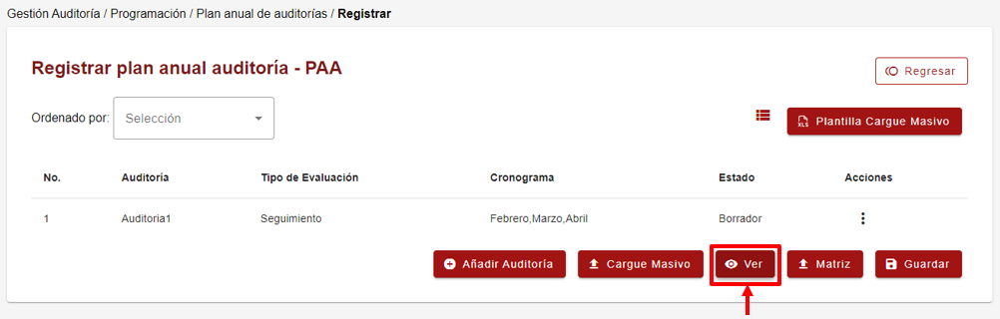 Gestión Auditoría / Programación / Plan anual de auditorías / Registrar
Registrar plan anual auditoría - PAA
Regresar
Ordenado por: Selección
XLS Plantilla Cargue Masivo
No. Auditoría Tipo de Evaluación Cronograma Estado Acciones
1 Auditoria1 Seguimiento Febrero,Marzo,Abril Borrador
Añadir Auditoría Cargue Masivo Ver Matriz Guardar